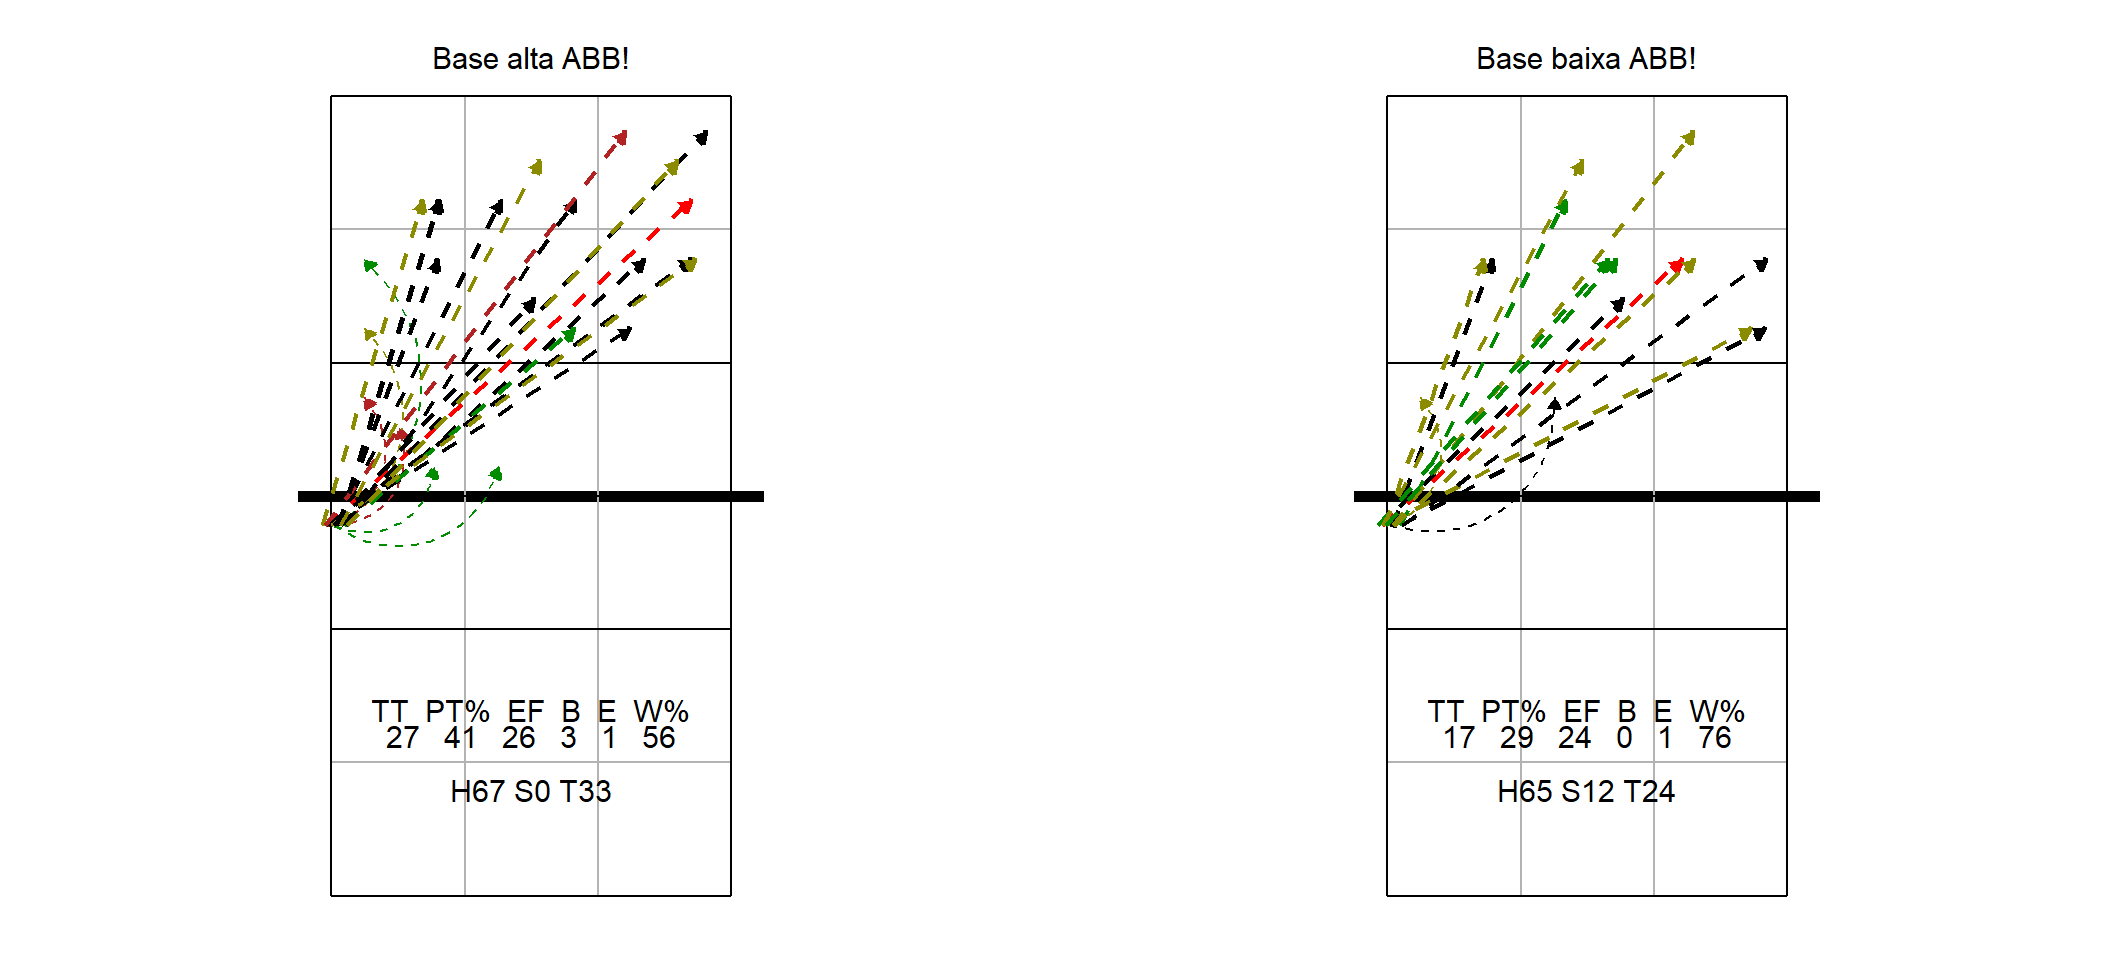 Base alta ABB!
TT PT% EF B E W%
27 41 26 3 1 56
H67 S0 T33
Base baixa ABB!
TT PT% EF B E W%
17 29 24 0 1 76
H65 S12 T24